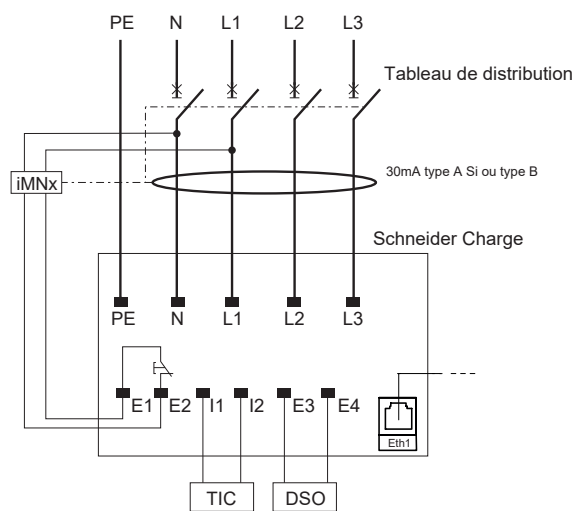 PE N L1 L2 L3
Tableau de distribution
30mA type A Si ou type B
iMNx
Schneider Charge
PE N L1 L2 L3
E1 E2 I1 I2 E3 E4
Eth1
TIC DSO